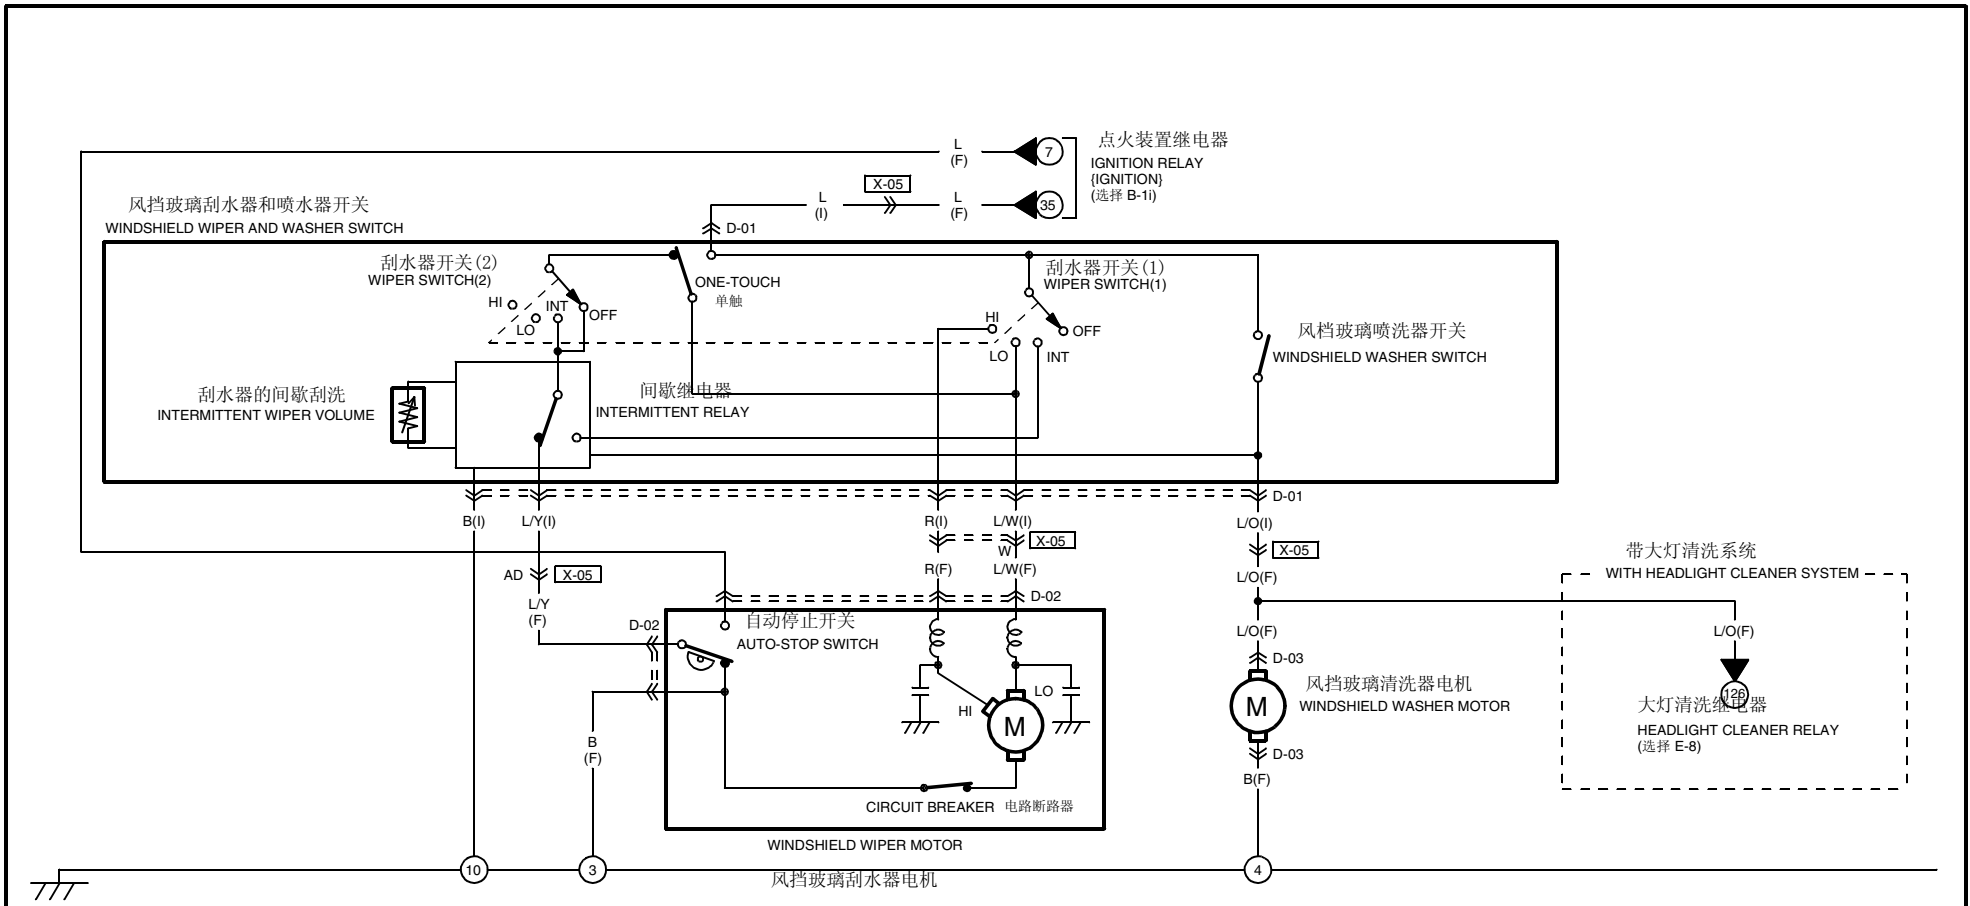 L
(F)
7
点火装置继电器
IGNITION RELAY
{IGNITION}
(选择 B-1i)
X-05
L
(I)
L
(F)
35
风挡玻璃刮水器和喷水器开关
WINDSHIELD WIPER AND WASHER SWITCH
D-01
刮水器开关(2)
WIPER SWITCH(2)
ONE-TOUCH
单触
刮水器开关(1)
WIPER SWITCH(1)
HI
INT
LO
OFF
HI
OFF
LO
INT
风档玻璃喷洗器开关
WINDSHIELD WASHER SWITCH
刮水器的间歇刮洗
INTERMITTENT WIPER VOLUME
间歇继电器
INTERMITTENT RELAY
D-01
B(I)
L/Y(I)
R(I)
L/W(I)
L/O(I)
W
X-05
X-05
AD
X-05
R(F)
L/W(F)
L/O(F)
带大灯清洗系统
WITH HEADLIGHT CLEANER SYSTEM
L/Y
(F)
D-02
D-02
自动停止开关
AUTO-STOP SWITCH
L/O(F)
L/O(F)
D-03
风挡玻璃清洗器电机
WINDSHIELD WASHER MOTOR
M
126
大灯清洗继电器
HEADLIGHT CLEANER RELAY
(选择 E-8)
HI
LO
M
B
(F)
D-03
B(F)
CIRCUIT BREAKER 电路断路器
WINDSHIELD WIPER MOTOR
风挡玻璃刮水器电机
10
3
4